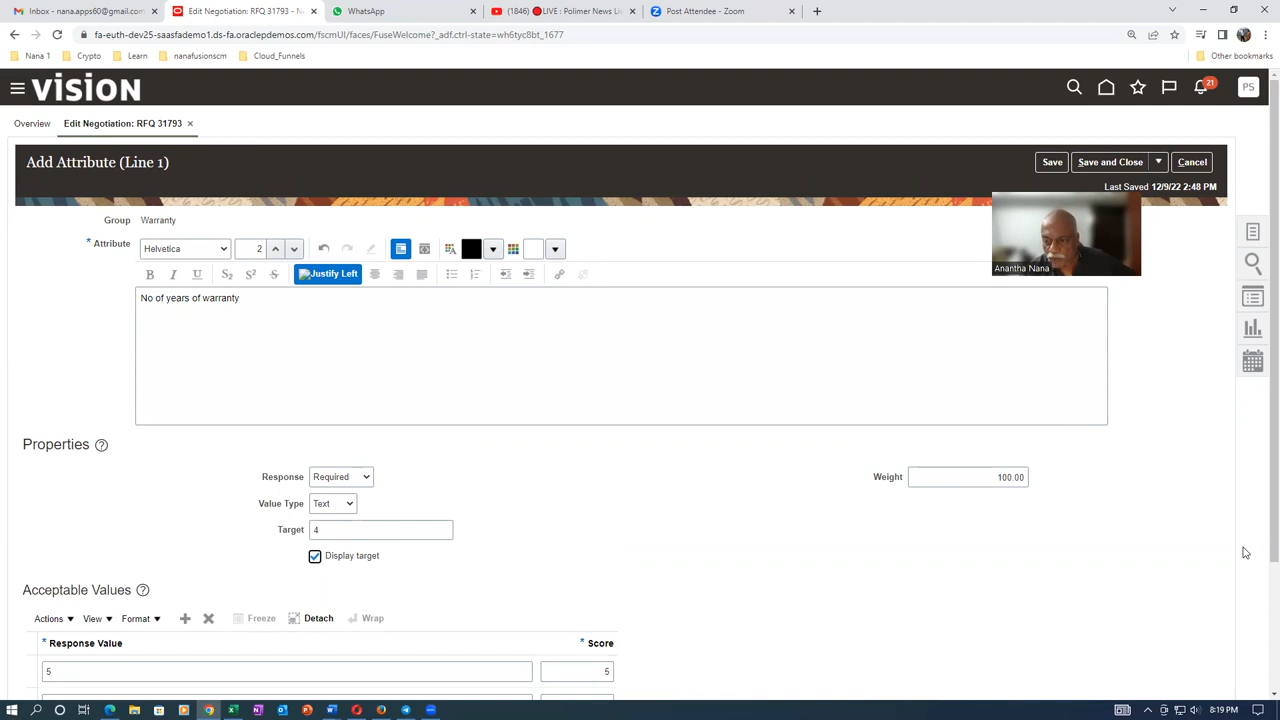 Inbox - nana.apps60@gmail.com
Edit Negotiation: RFQ 31793 - N
WhatsApp
(1846) 🔴LIVE : Polimer News Li
Post Attendee - Zoom
fa-euth-dev25-saasfademo1.ds-fa.oraclepdemos.com/fscmUI/faces/FuseWelcome?_adf.ctrl-state=wh6tyc8bt_1677
Nana 1 Crypto Learn nanafusionscm Cloud_Funnels Other bookmarks
VISION 21 PS
Overview Edit Negotiation: RFQ 31793
Add Attribute (Line 1) Save Save and Close Cancel
Last Saved 12/9/22 2:48 PM
Group Warranty
* Attribute Helvetica 2
B I U S2 S2 S Justify Left
Anantha Nana
No of years of warranty
Properties
Response Required Weight 100.00
Value Type Text
Target 4
Display target
Acceptable Values
Actions View Format Freeze Detach Wrap
* Response Value * Score
5 5
8:19 PM